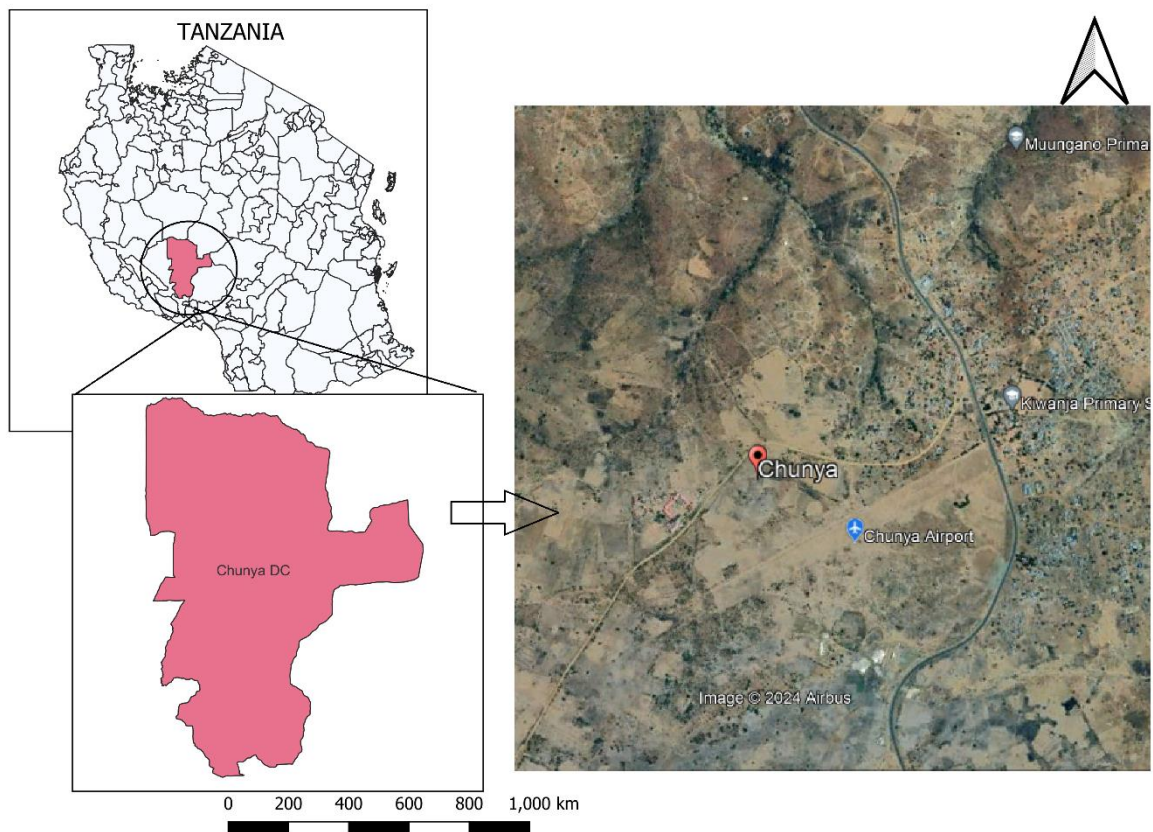 TANZANIA
Muungano Prima
Kiwanja Primary S
Chunya
Chunya Airport
Chunya DC
Image © 2024 Airbus
0 200 400 600 800 1,000 km